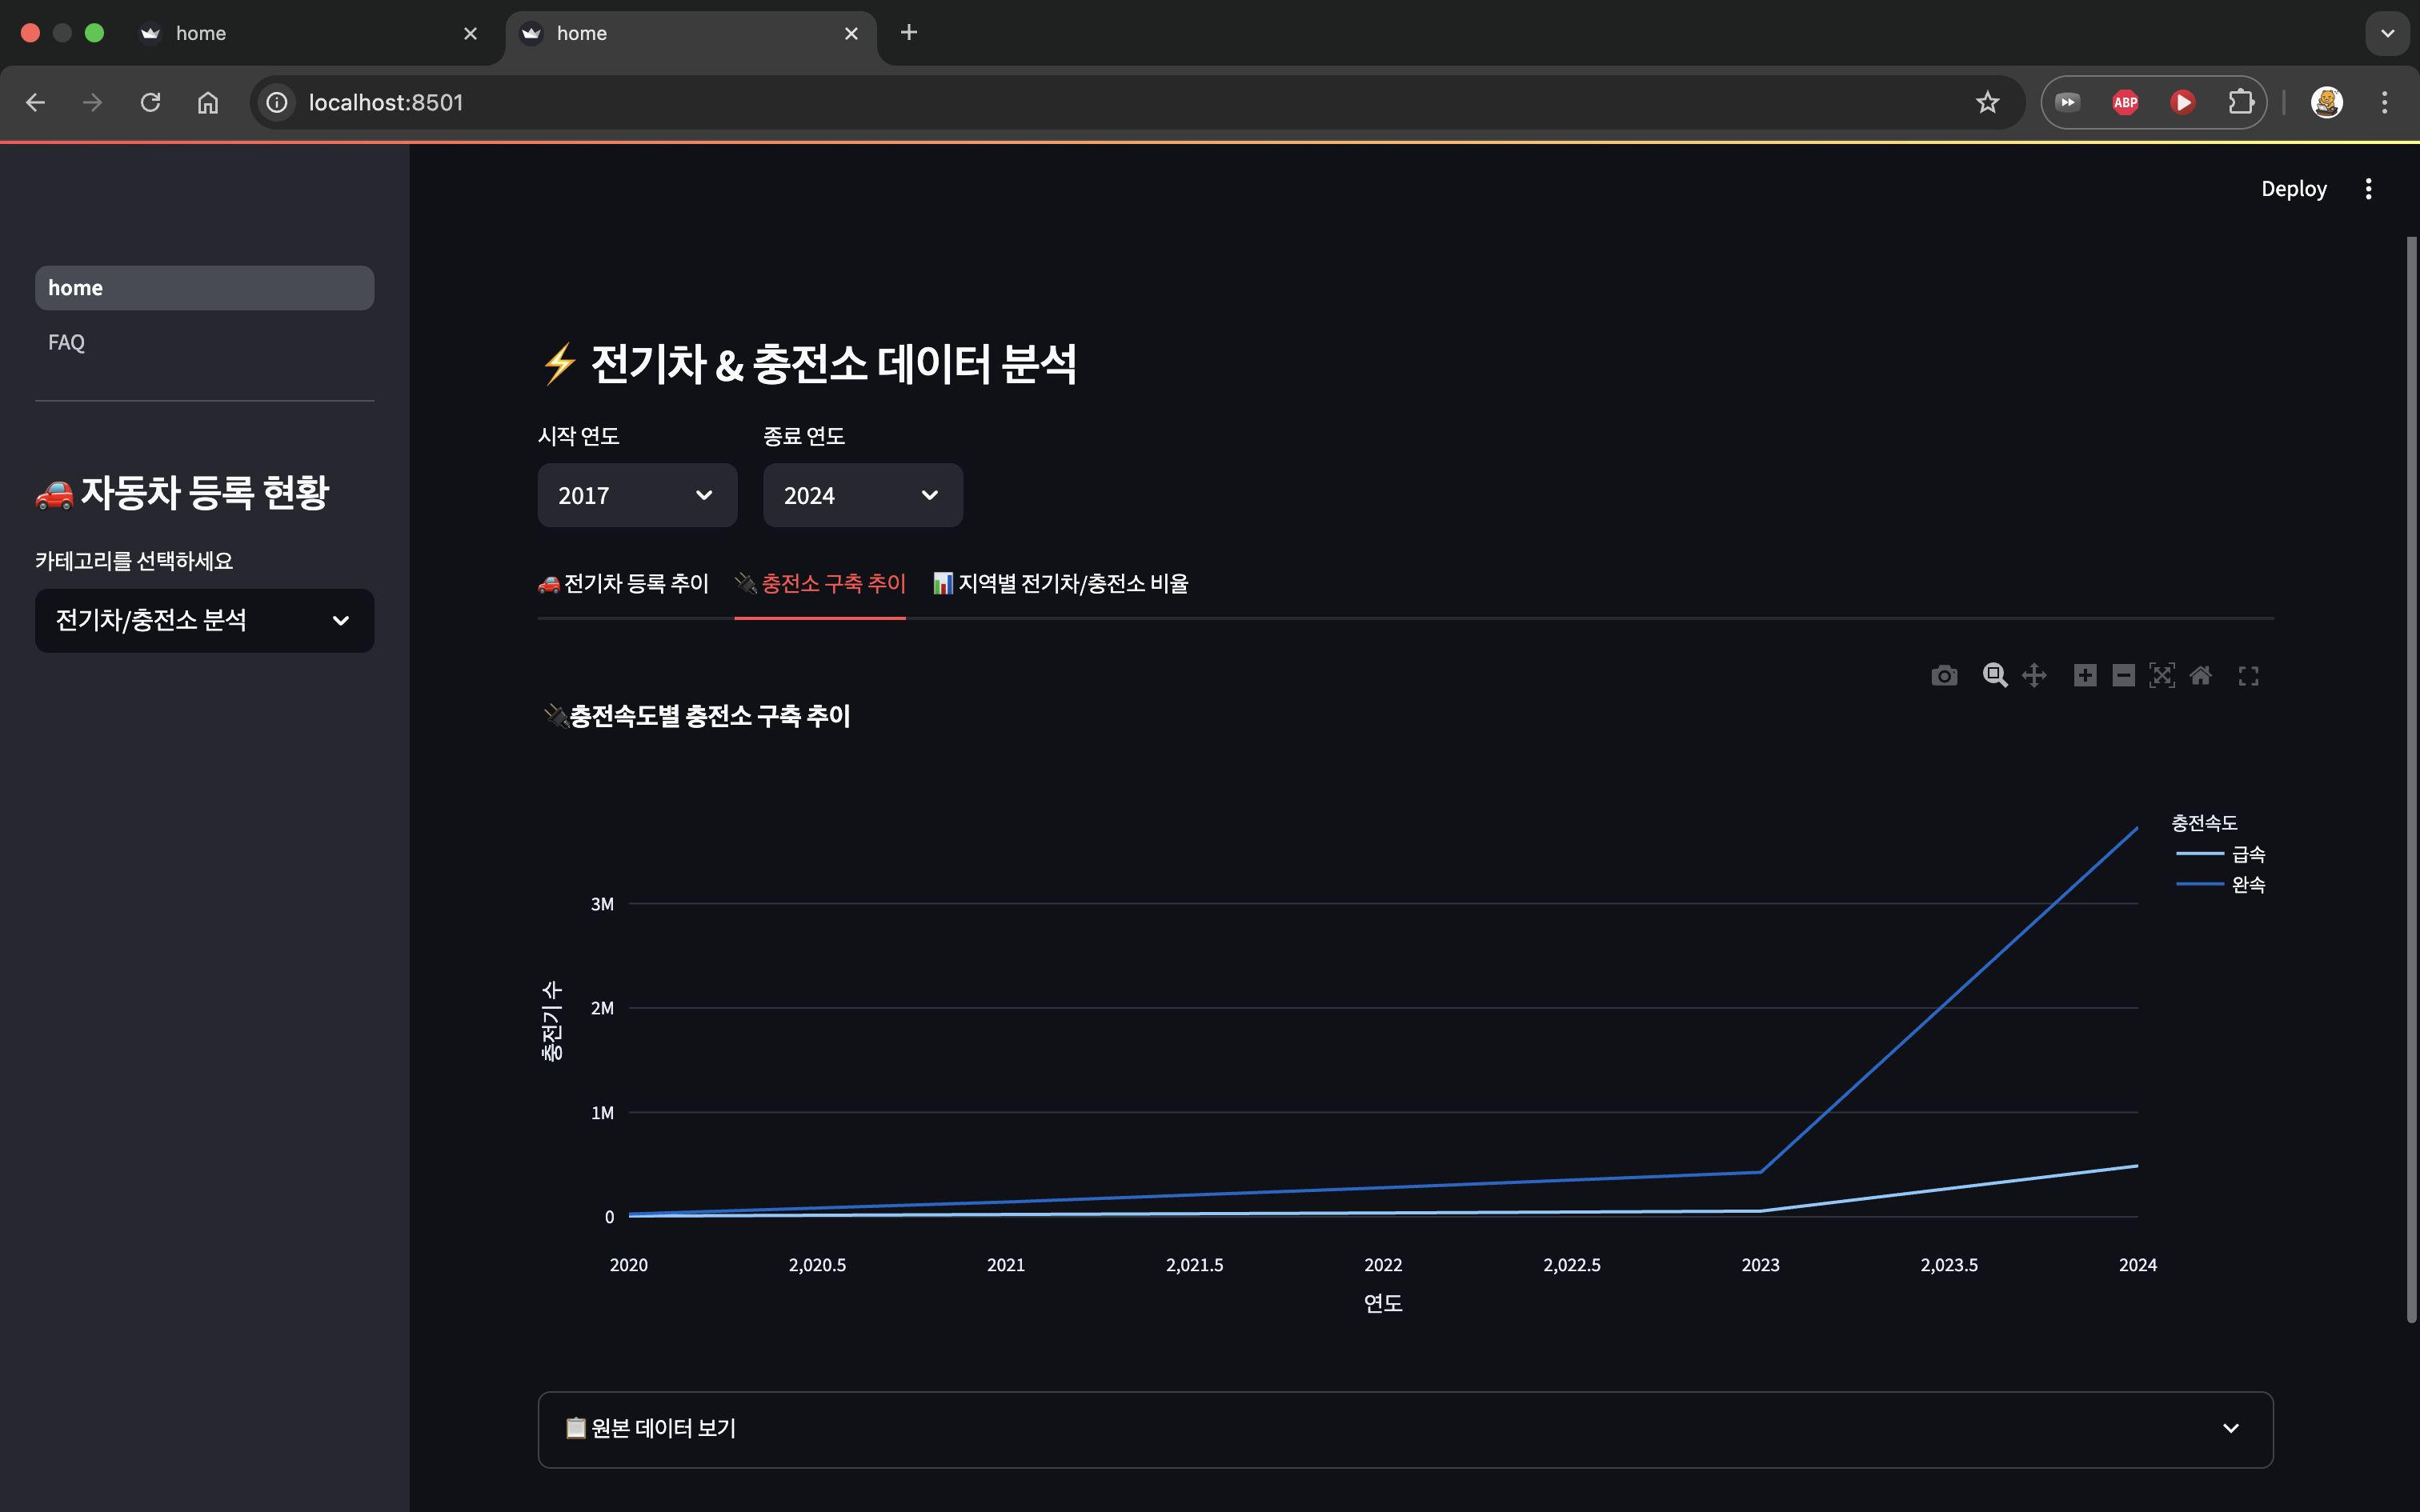 home
home
localhost:8501
ABP
Deploy
home
FAQ
🚗 자동차 등록 현황
카테고리를 선택하세요
전기차/충전소 분석
⚡ 전기차 & 충전소 데이터 분석
시작 연도 종료 연도
2017 2024
🚗 전기차 등록 추이 🔌 충전소 구축 추이 📊 지역별 전기차/충전소 비율
🔌충전속도별 충전소 구축 추이
충전속도
급속
완속
충전기 수
3M
2M
1M
0
2020 2,020.5 2021 2,021.5 2022 2,022.5 2023 2,023.5 2024
연도
📋 원본 데이터 보기